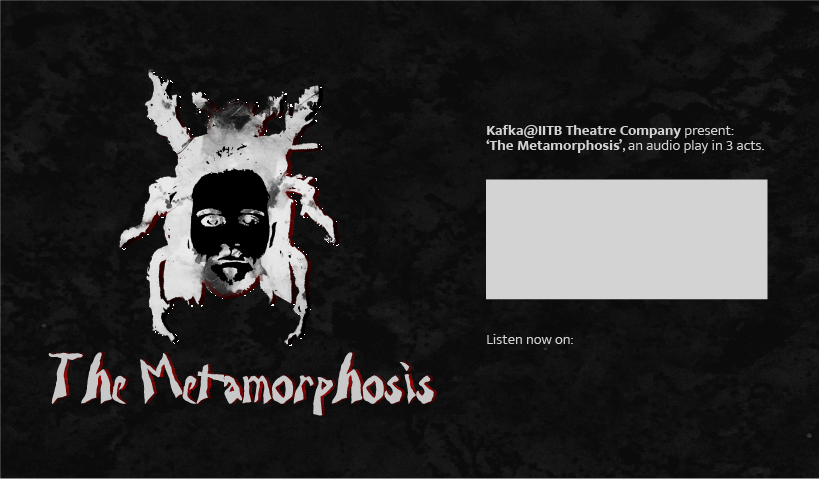 Kafka@IITB Theatre Company present:
‘The Metamorphosis’, an audio play in 3 acts.
Listen now on:
The Metamorphosis